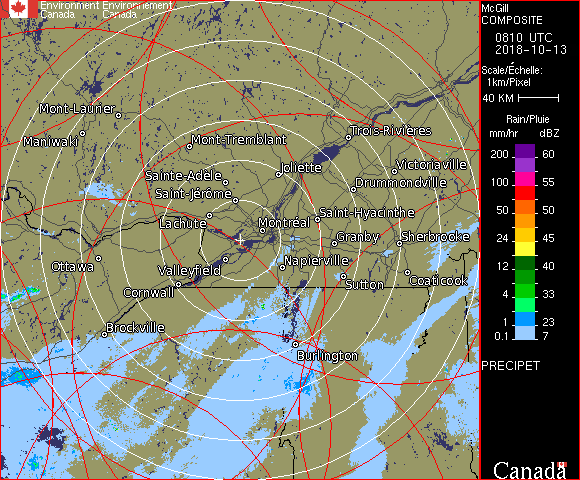 Environment Environnement
Canada Canada
McGill
COMPOSITE
0810 UTC
2018-10-13
Scale/Échelle:
1km/Pixel
40 KM
Rain/Pluie
mm/hr dBZ
200 60
150 55
100 55
50 50
24 45
12 40
4 33
1 23
0.1 7
PRECIPET
Mont-Laurier
Maniwaki
Mont-Tremblant
Trois-Rivières
Sainte-Adèle
Joliette
Victoriaville
Saint-Jérôme
Drummondville
Lachute
Montréal
Saint-Hyacinthe
Granby
Sherbrooke
Ottawa
Valleyfield
Napierville
Cornwall
Sutton
Coaticook
Brockville
Burlington
Canada